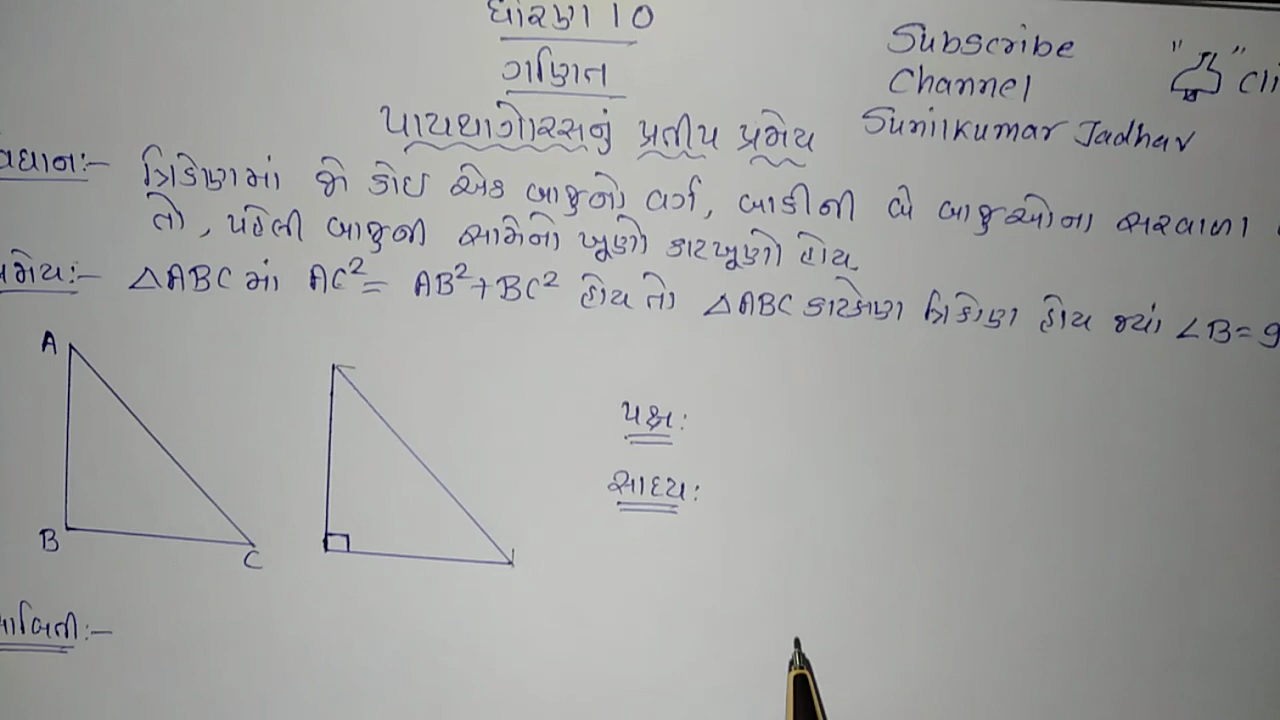 ધોરણ 10
ગણિત
પાયથાગોરસનું પ્રતીપ પ્રમેય
Subscribe
Channel
Sunilkumar Jadhav
" " Cli
વિધાન:- ત્રિકોણમાં જો કોઇ એક બાજુનો વર્ગ, બાકીની બે બાજુઓના સરવાળા
તો, પહેલી બાજુની સામેનો ખૂણો કાટખૂણો હોય.
પ્રમેય:- △ABC માં AC² = AB² + BC² હોય તો △ABC કાટકોણ ત્રિકોણ હોય જ્યાં ∠B = 9
A
B
C
પક્ષ:
સાધ્ય:
સાબિતી:-